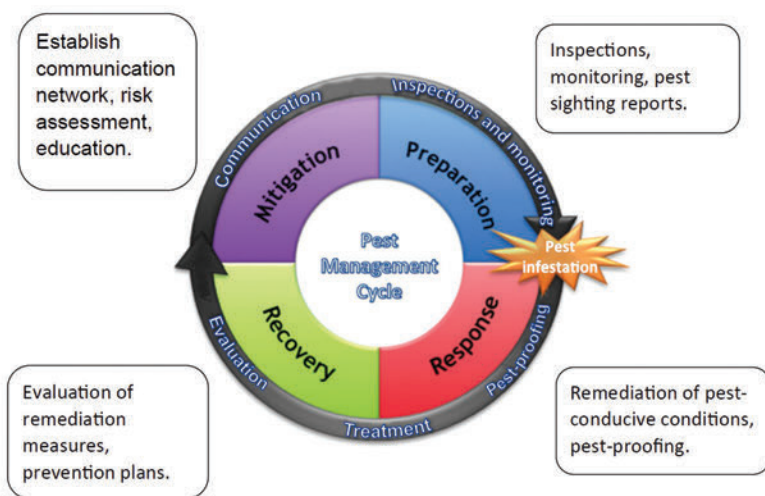 Establish
communication
network, risk
assessment,
education.
Inspections,
monitoring, pest
sighting reports.
Communication
Inspections and monitoring
Mitigation
Preparation
Pest
Management
Cycle
Pest
infestation
Recovery
Response
Evaluation
Treatment
Pest-proofing
Evaluation of
remediation
measures,
prevention plans.
Remediation of pest-
conducive conditions,
pest-proofing.